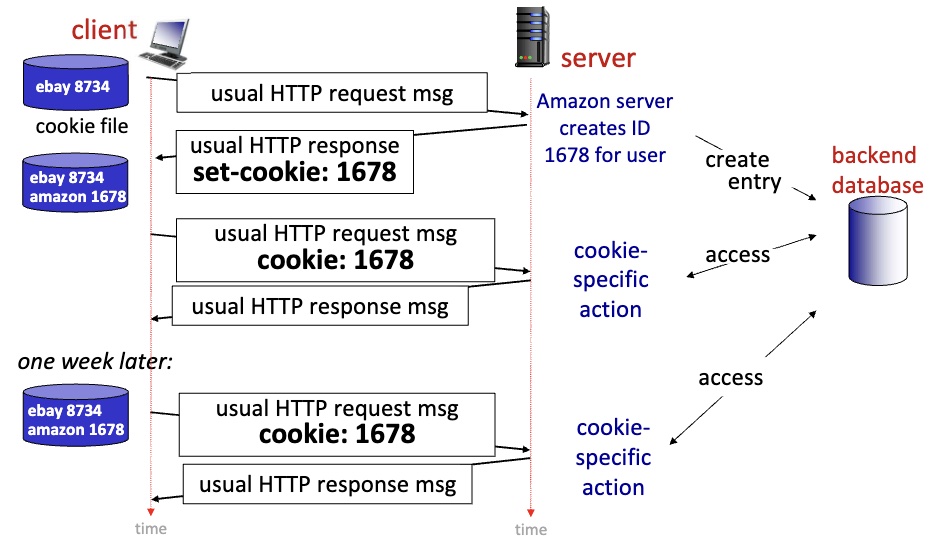 client
server
ebay 8734
cookie file
usual HTTP request msg
Amazon server
creates ID
1678 for user
usual HTTP response
set-cookie: 1678
ebay 8734
amazon 1678
create
entry
backend
database
usual HTTP request msg
cookie: 1678
cookie-
specific
action
access
usual HTTP response msg
one week later:
access
ebay 8734
amazon 1678
usual HTTP request msg
cookie: 1678
cookie-
specific
action
usual HTTP response msg
time
time